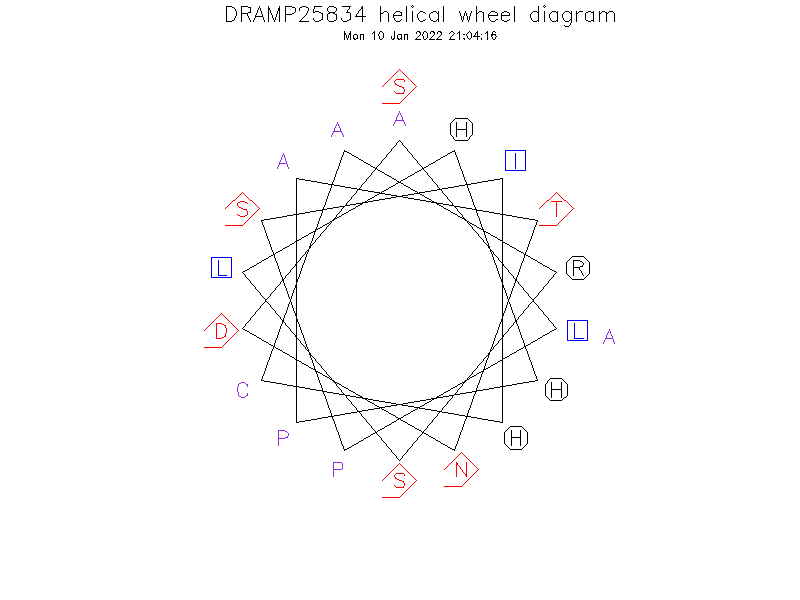 DRAMP25834 helical wheel diagram
Mon 10 Jan 2022 21:04:16
S
A
A H
A I
S T
L R
D L A
C H
P H
P S N